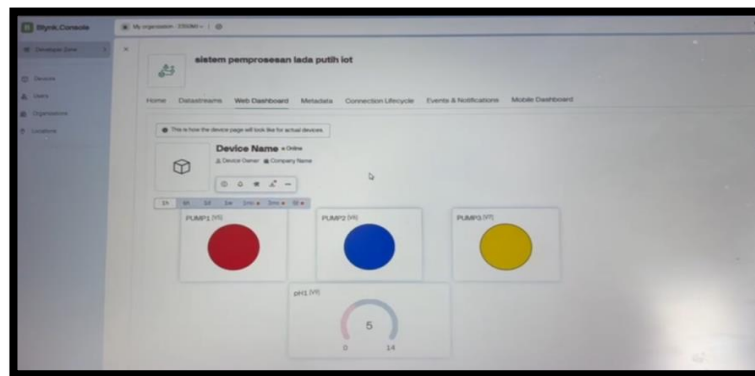 Blynk.Console
My organization
Developer Zone
Devices
Users
Organizations
Locations
sistem pemprosesan lada putih iot
Home Datastreams Web Dashboard Metadata Connection Lifecycle Events & Notifications Mobile Dashboard
This is how the device page will look like for actual devices.
Device Name Online
Device Owner Company Name
1h 6h 1d 1w 1mo 3mo
PUMP1 (V5)
PUMP2 (V6)
PUMP3 (V7)
pH1
5
0 14